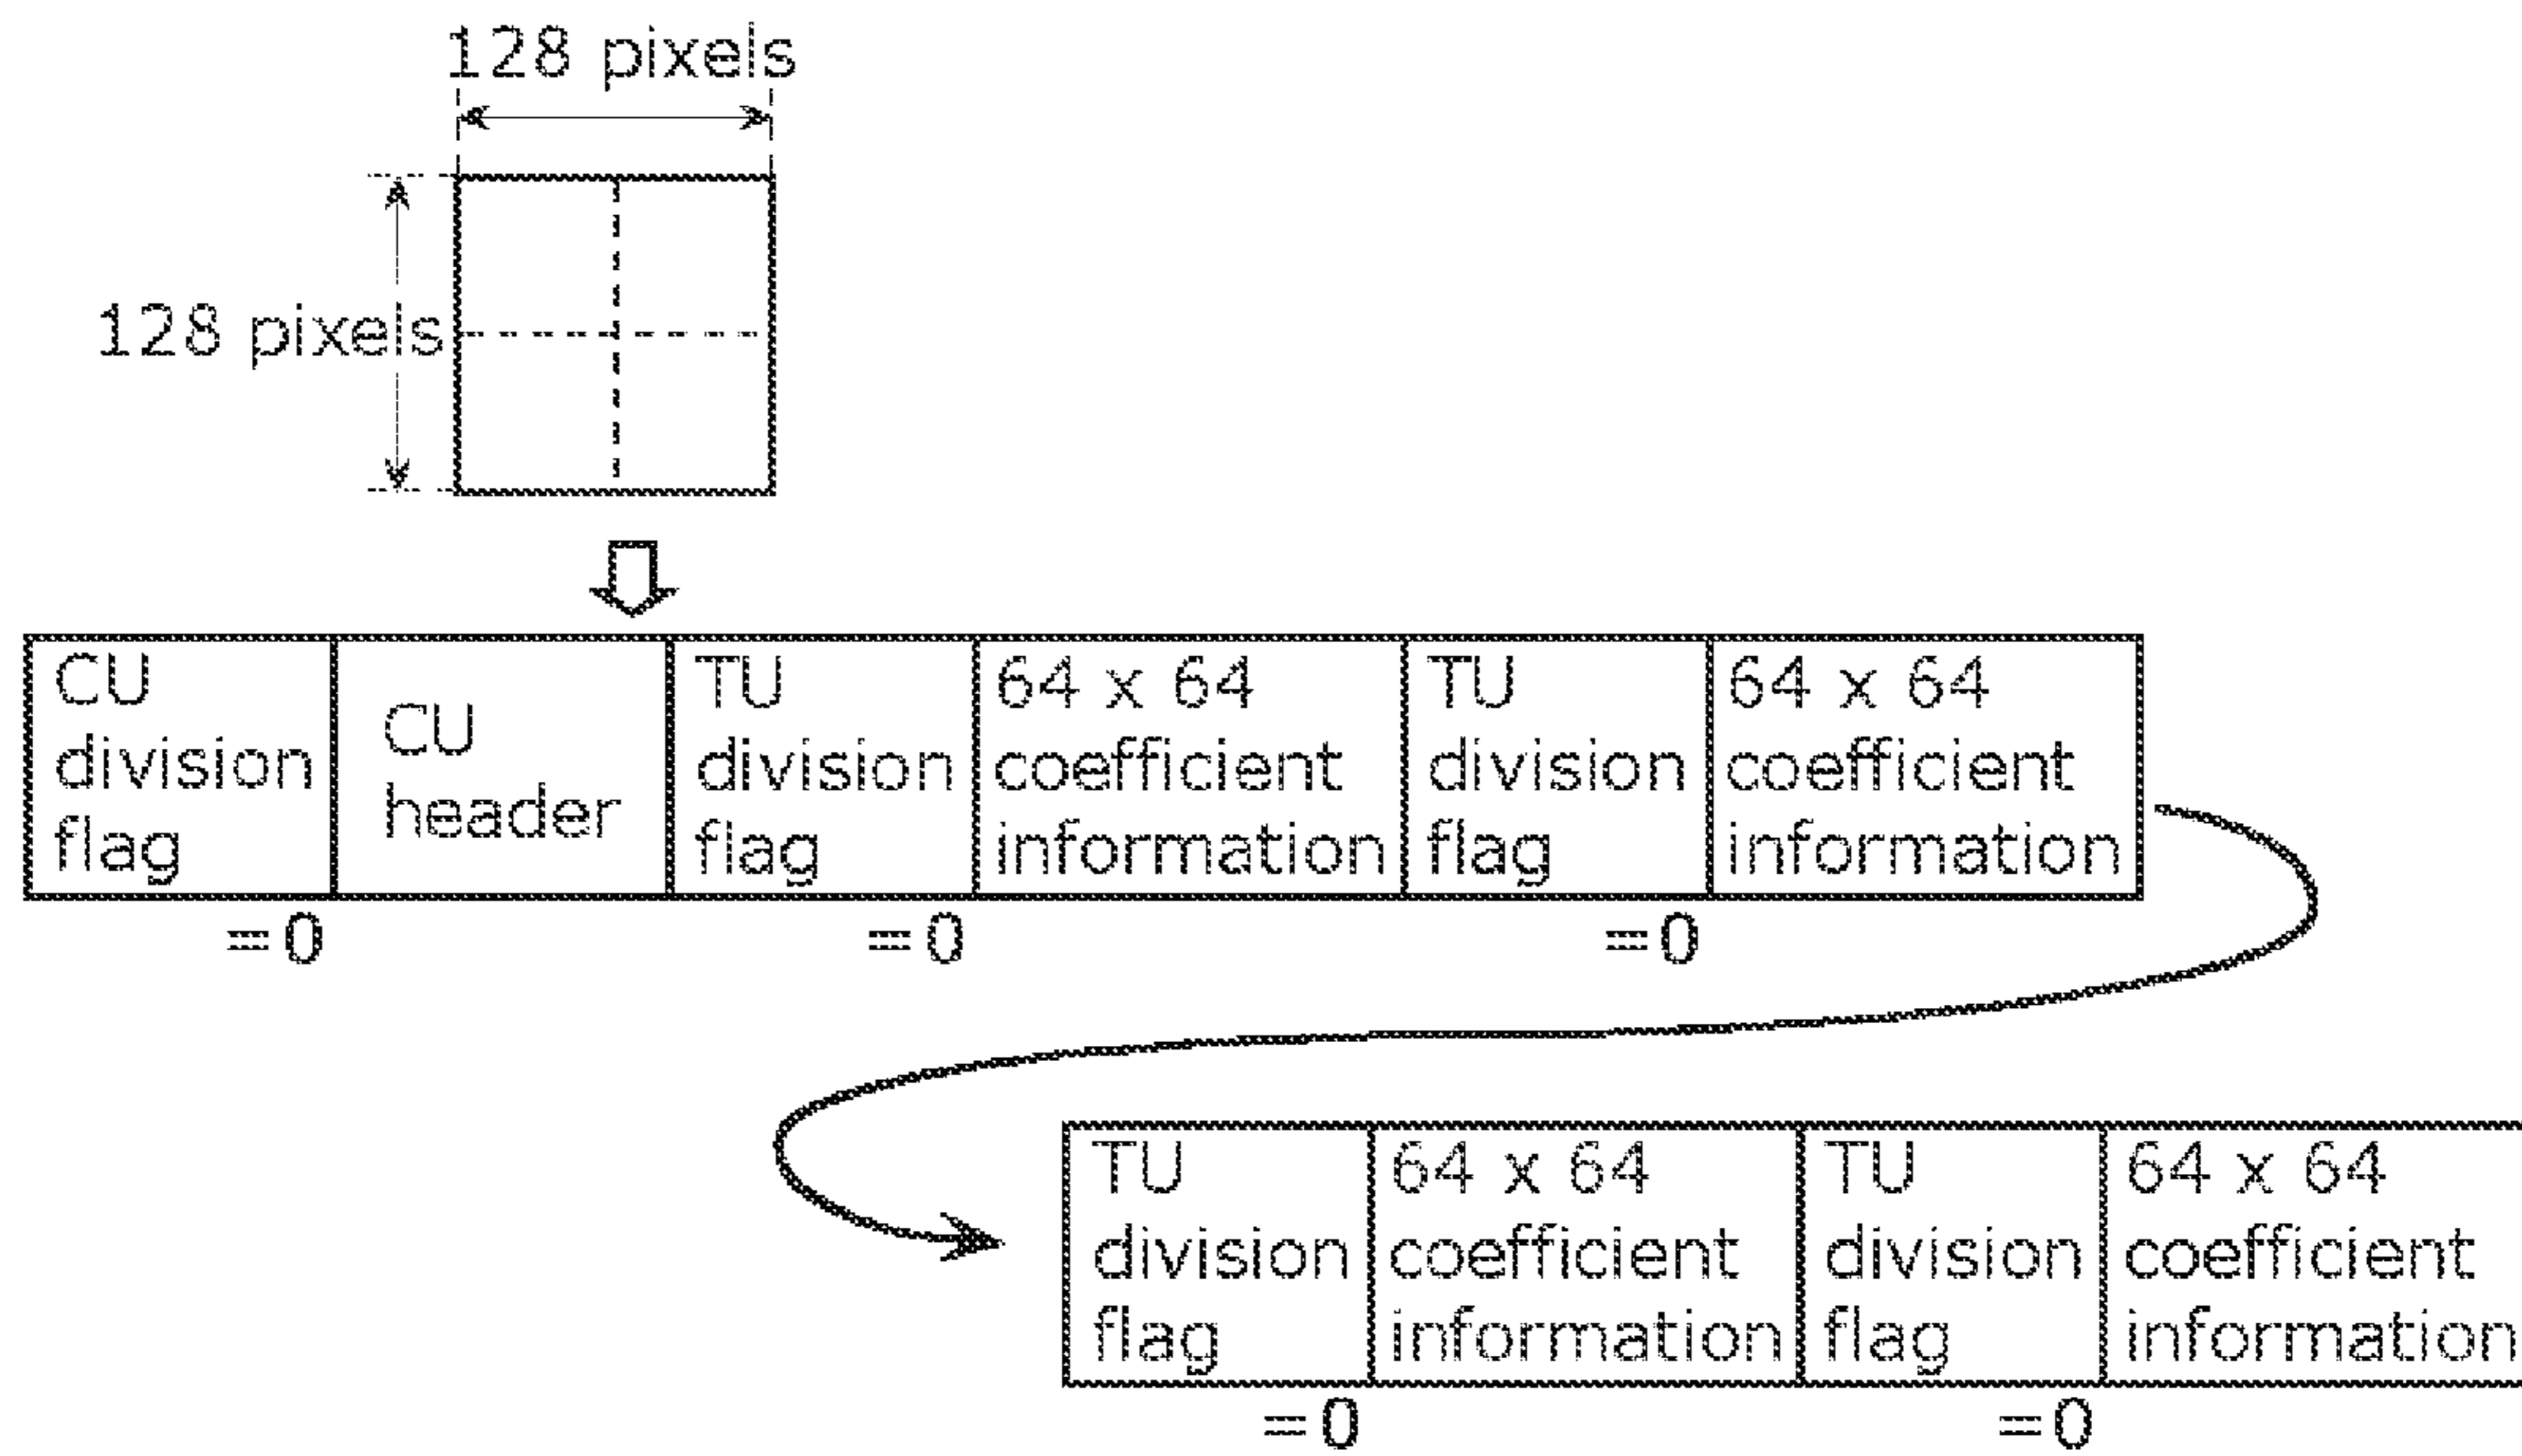 128 pixels
128 pixels
CU
division
flag
CU
header
TU
division
flag
64 x 64
coefficient
information
TU
division
flag
64 x 64
coefficient
information
=0
=0
=0
TU
division
flag
64 x 64
coefficient
information
TU
division
flag
64 x 64
coefficient
information
=0
=0